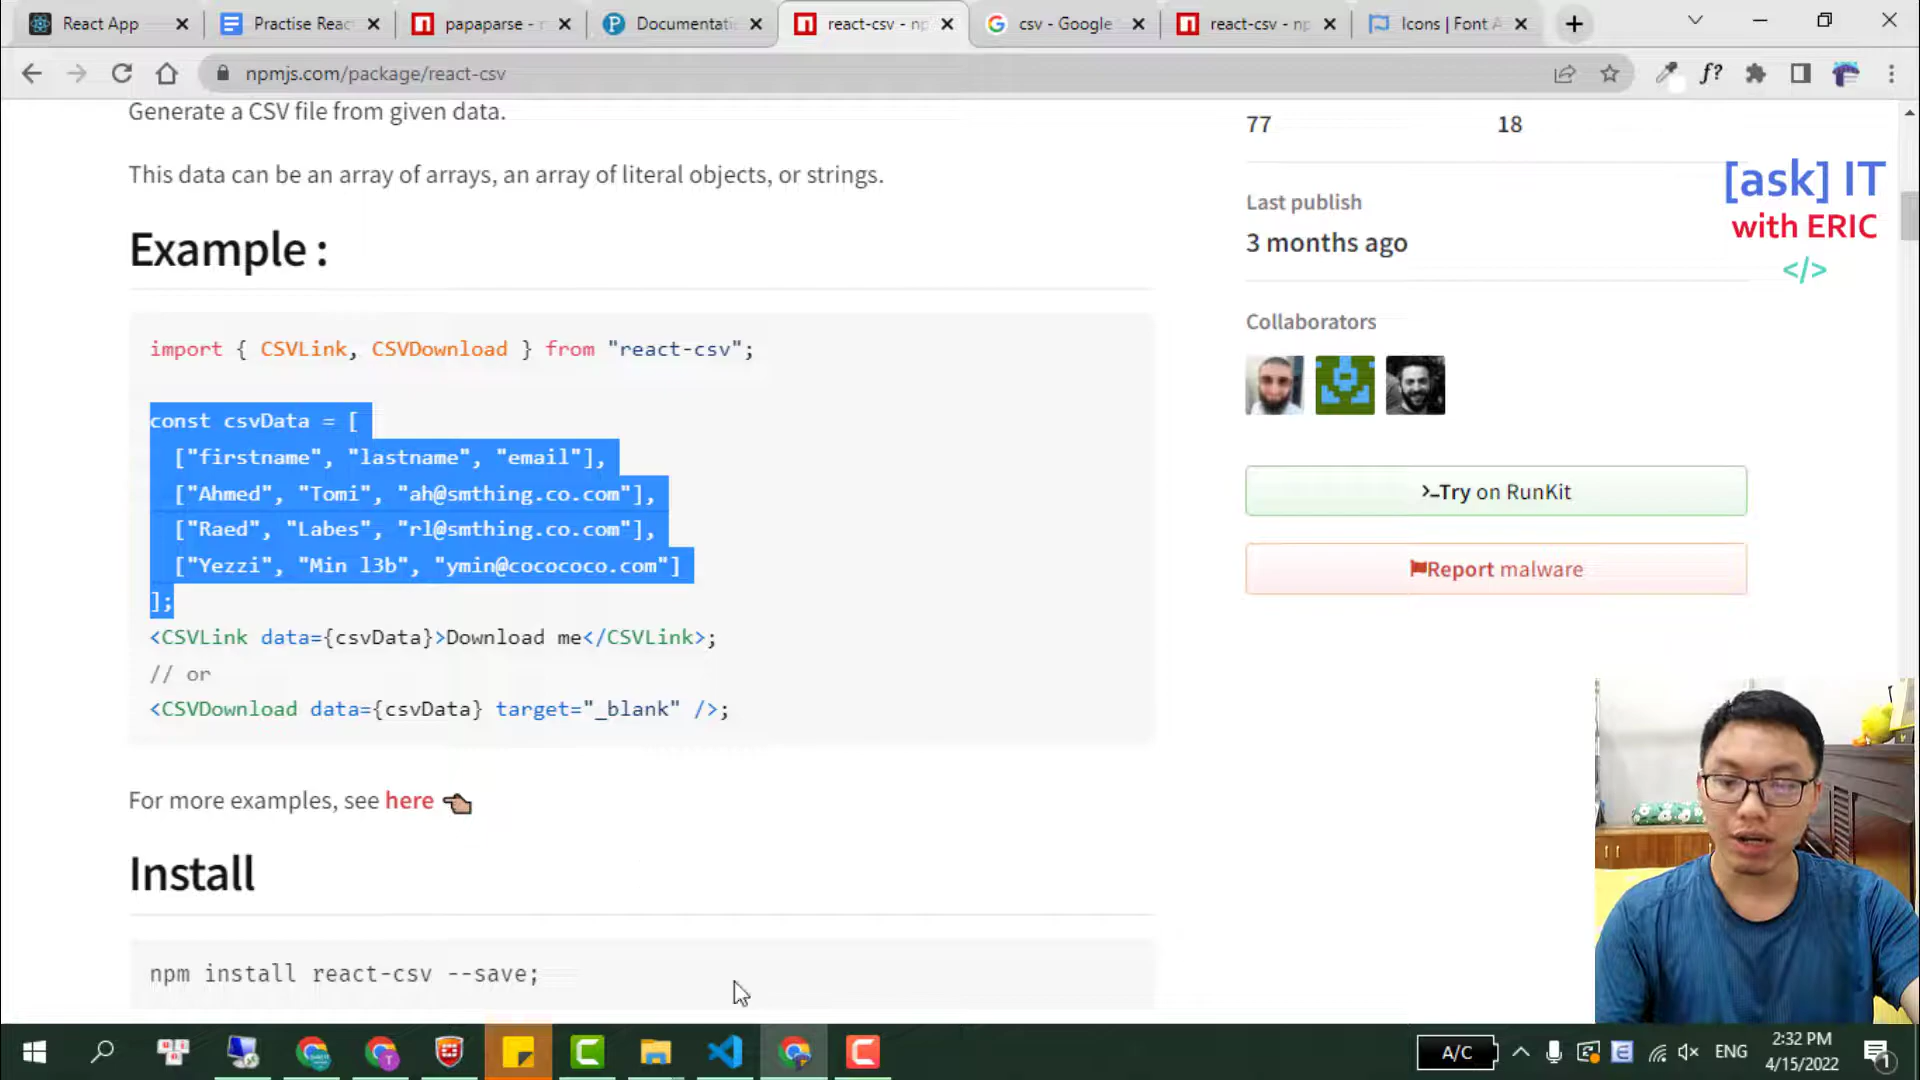 React App
Practise Reac
papaparse - n
Documentati
react-csv - np
csv - Google
react-csv - np
Icons | Font A
npmjs.com/package/react-csv
f?
Generate a CSV file from given data.
This data can be an array of arrays, an array of literal objects, or strings.
Example :
import { CSVLink, CSVDownload } from "react-csv";
const csvData = [
["firstname", "lastname", "email"],
["Ahmed", "Tomi", "ah@smthing.co.com"],
["Raed", "Labes", "rl@smthing.co.com"],
["Yezzi", "Min l3b", "ymin@cocococo.com"]
];
<CSVLink data={csvData}>Download me</CSVLink>;
// or
<CSVDownload data={csvData} target="_blank" />;
For more examples, see here
Install
npm install react-csv --save;
77 18
Last publish
3 months ago
Collaborators
>_Try on RunKit
Report malware
[ask] IT
with ERIC
</>
A/C
ENG
2:32 PM
4/15/2022
1